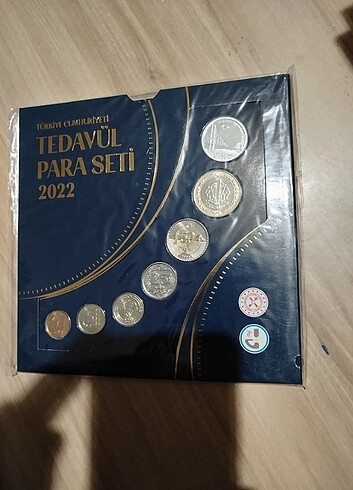 TÜRKİYE CUMHURİYETİ
TEDAVÜL
PARA SETİ
2022